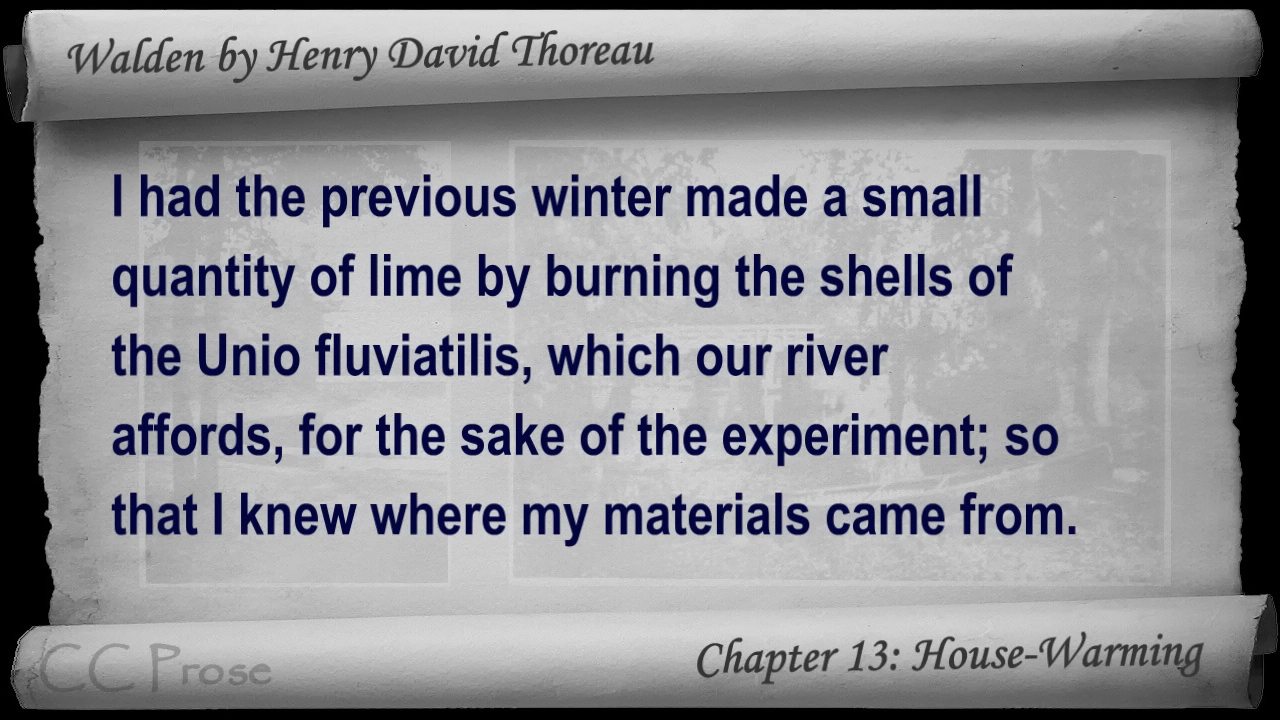 Walden by Henry David Thoreau
I had the previous winter made a small
quantity of lime by burning the shells of
the Unio fluviatilis, which our river
affords, for the sake of the experiment; so
that I knew where my materials came from.
CC Prose
Chapter 13: House-Warming